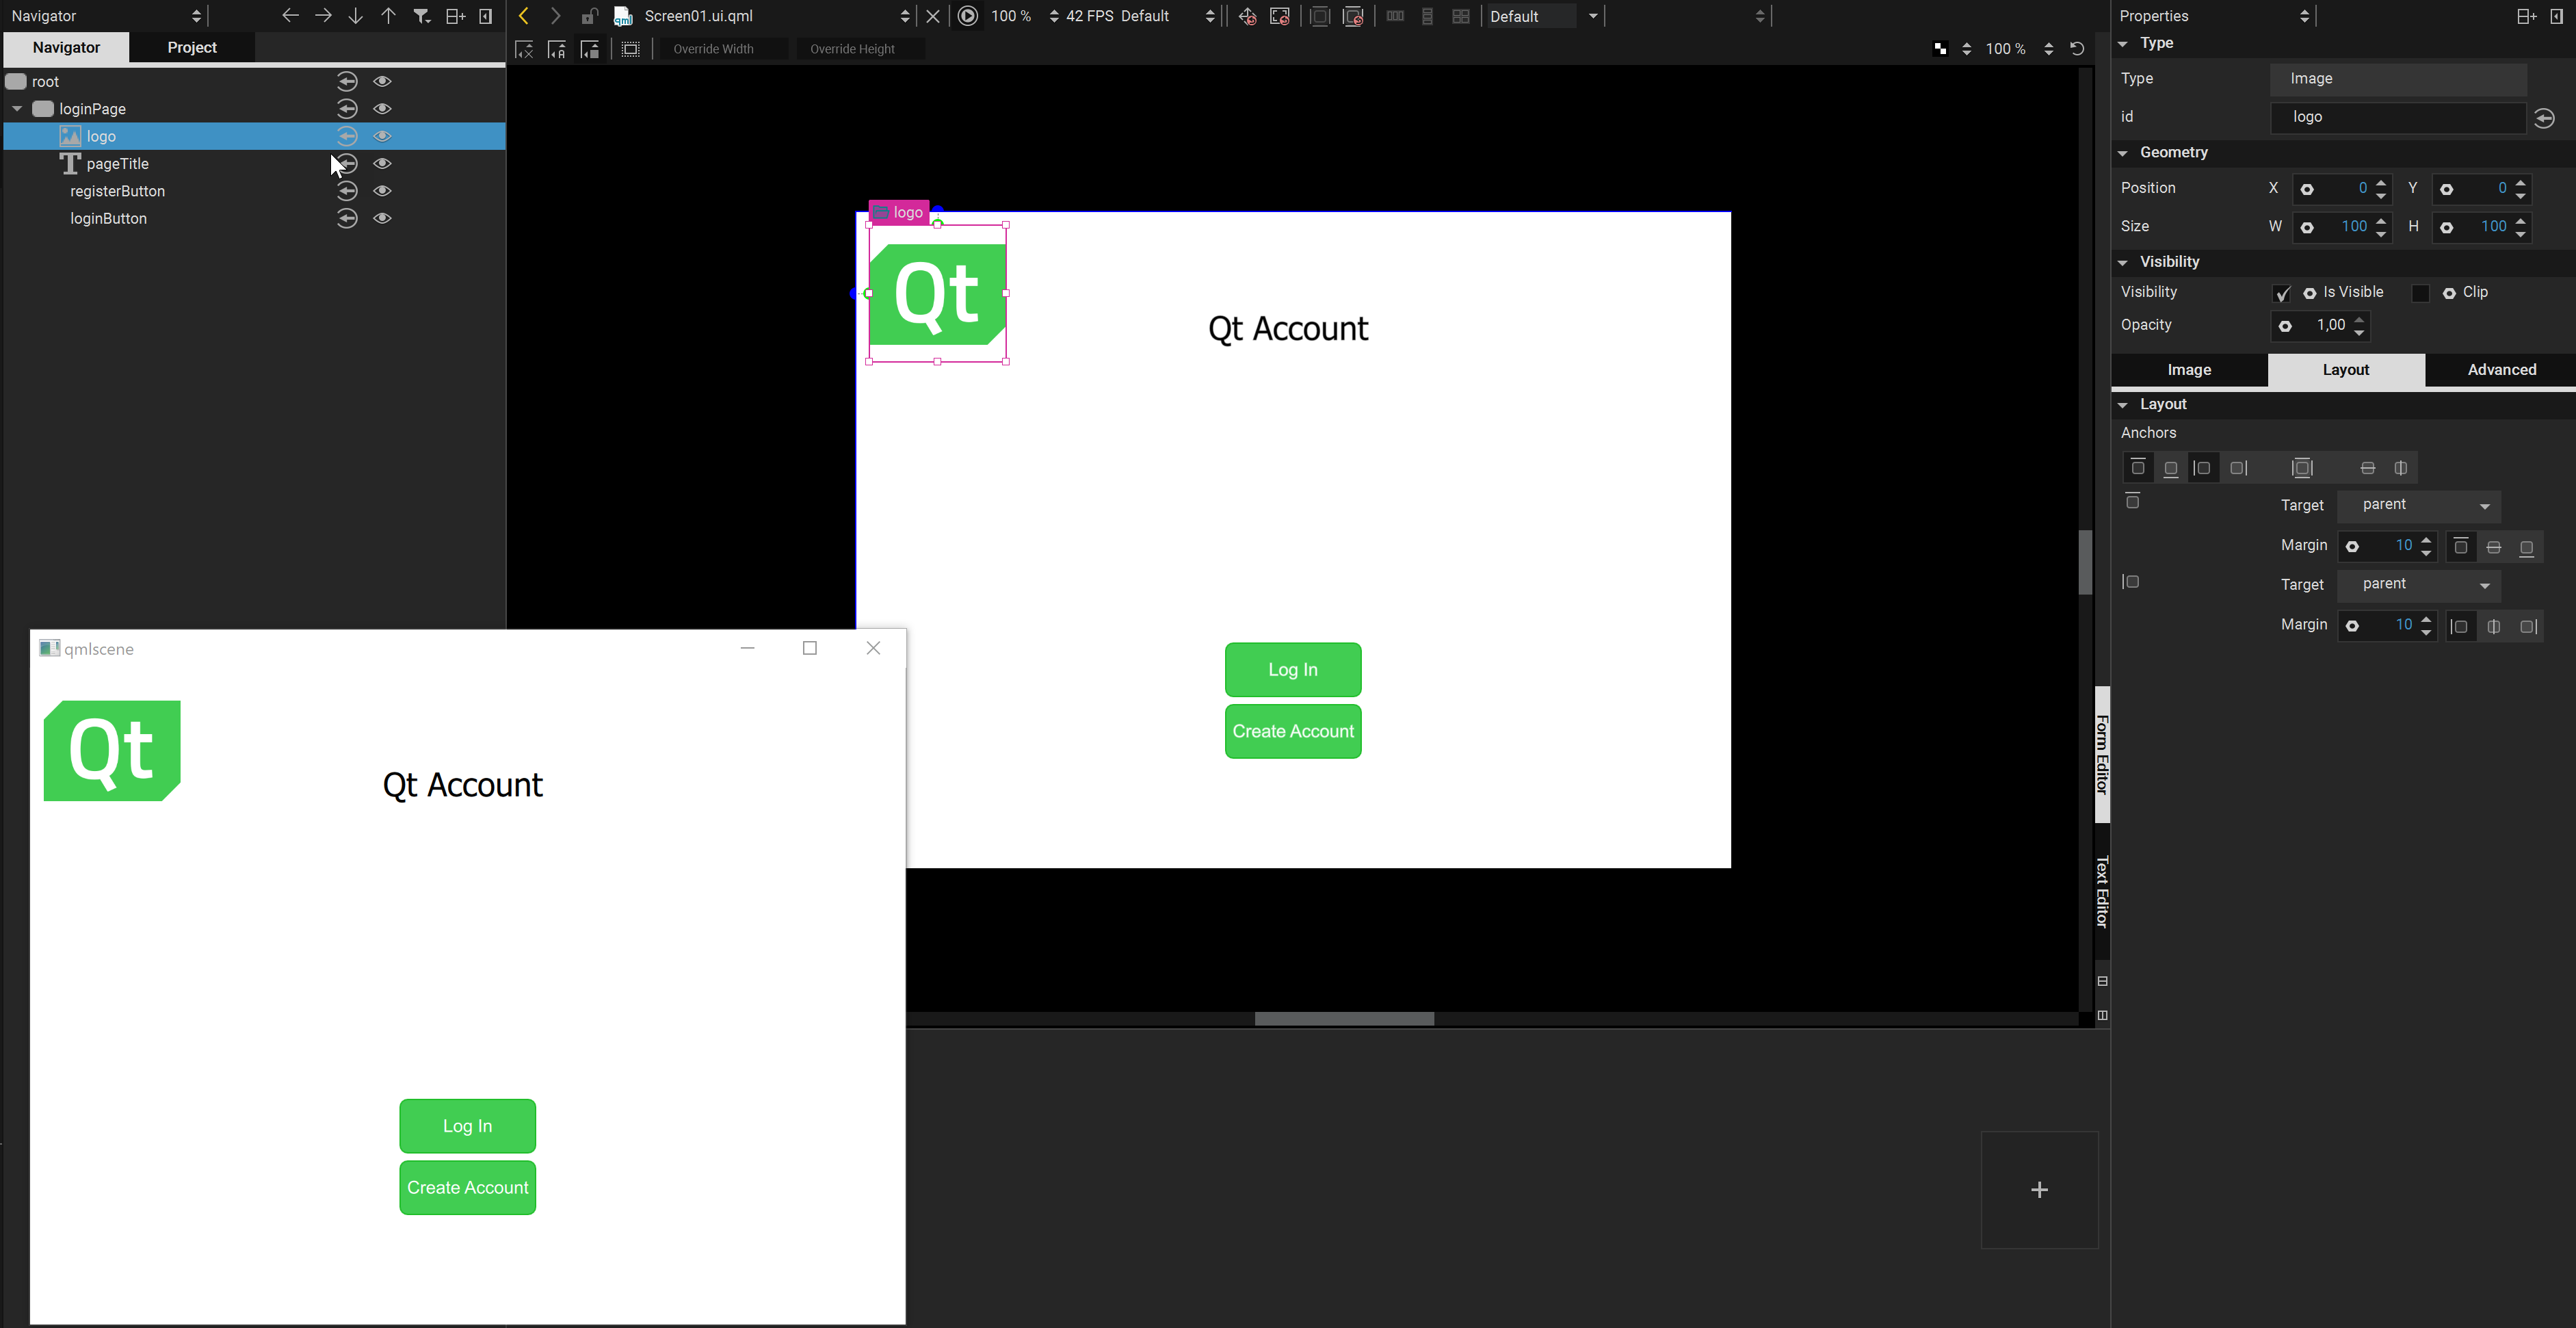 Navigator
Screen01.ui.qml
100 %
42 FPS
Default
Default
Properties
Navigator
Project
Override Width
Override Height
100 %
Type
root
loginPage
logo
pageTitle
registerButton
loginButton
Type
Image
id
logo
Geometry
Position
X
0
Y
0
Size
W
100
H
100
Visibility
Visibility
Is Visible
Clip
Opacity
1,00
Image
Layout
Advanced
Layout
Anchors
Target
parent
Margin
10
Target
parent
Margin
10
logo
Qt
Qt Account
Log In
Create Account
Form Editor
Text Editor
qmlscene
Qt
Qt Account
Log In
Create Account
+